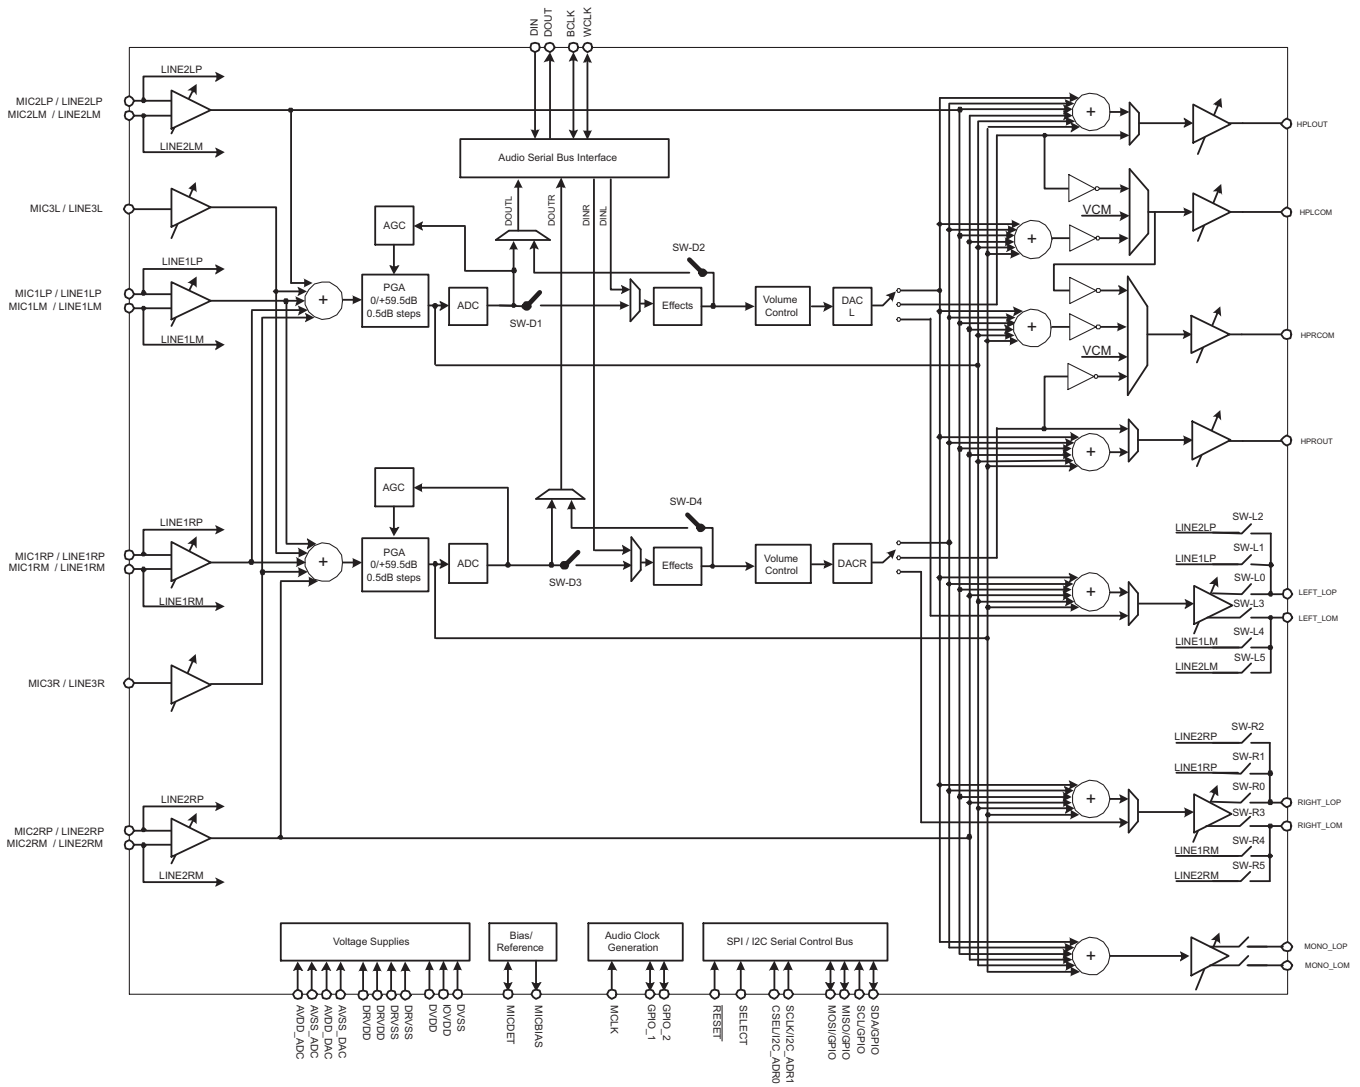 DIN
DOUT
BCLK
WCLK
LINE2LP
MIC2LP / LINE2LP
MIC2LM / LINE2LM
LINE2LM
+
HPLOUT
Audio Serial Bus Interface
MIC3L / LINE3L
DOUTL
DOUTR
DINR
DINL
VCM
HPLCOM
AGC
+
SW-D2
LINE1LP
MIC1LP / LINE1LP
MIC1LM / LINE1LM
LINE1LM
+
PGA
0/+59.5dB
0.5dB steps
ADC
SW-D1
Effects
Volume
Control
DAC
L
+
VCM
HPRCOM
+
HPROUT
AGC
SW-D4
LINE1RP
MIC1RP / LINE1RP
MIC1RM / LINE1RM
LINE1RM
+
PGA
0/+59.5dB
0.5dB steps
ADC
SW-D3
Effects
Volume
Control
DACR
+
LINE2LP
SW-L2
LINE1LP
SW-L1
SW-L0
LEFT_LOP
SW-L3
LEFT_LOM
LINE1LM
SW-L4
LINE2LM
SW-L5
MIC3R / LINE3R
LINE2RP
SW-R2
LINE1RP
SW-R1
SW-R0
RIGHT_LOP
+
SW-R3
RIGHT_LOM
LINE1RM
SW-R4
LINE2RM
SW-R5
LINE2RP
MIC2RP / LINE2RP
MIC2RM / LINE2RM
LINE2RM
Voltage Supplies
Bias/
Reference
Audio Clock
Generation
SPI / I2C Serial Control Bus
+
MONO_LOP
MONO_LOM
AVDD_ADC
AVSS_ADC
AVDD_DAC
AVSS_DAC
DRVDD
DRVDD
DRVSS
DRVSS
DVDD
IOVDD
DVSS
MICDET
MICBIAS
MCLK
GPIO_1
GPIO_2
RESET
SELECT
CSEL/I2C_ADR0
SCLK/I2C_ADR1
MOSI/GPIO
MISO/GPIO
SCL/GPIO
SDA/GPIO